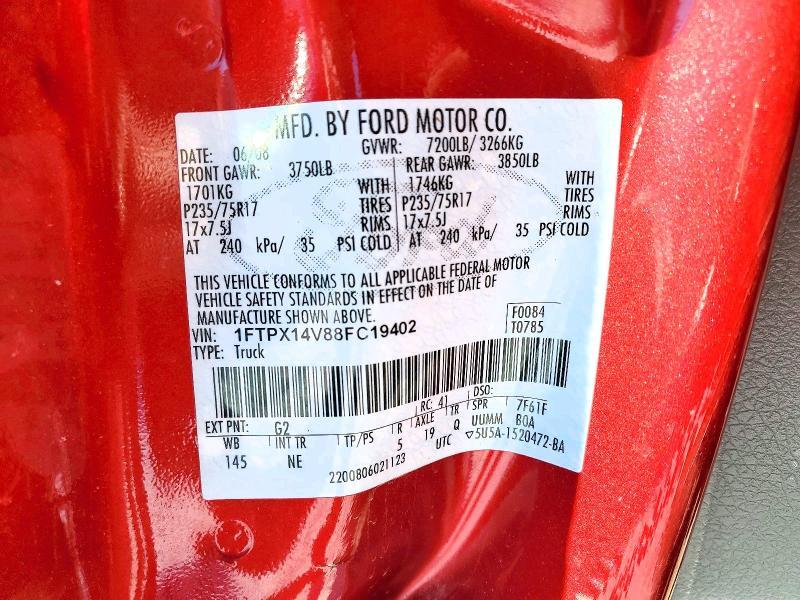 MFD. BY FORD MOTOR CO.
DATE: 06/08 GVWR: 7200LB/ 3266KG
FRONT GAWR: 3750LB REAR GAWR: 3850LB
1701KG WITH 1746KG WITH
P235/75R17 TIRES P235/75R17 TIRES
17x7.5J RIMS 17x7.5J RIMS
AT 240 kPa/ 35 PSI COLD AT 240 kPa/ 35 PSI COLD
THIS VEHICLE CONFORMS TO ALL APPLICABLE FEDERAL MOTOR
VEHICLE SAFETY STANDARDS IN EFFECT ON THE DATE OF
MANUFACTURE SHOWN ABOVE. F0084
VIN: 1FTPX14V88FC19402 T0785
TYPE: Truck
EXT PNT: G2 RC: 41 DSO:
WB INT TR TP/PS R AXLE TR SPR 7F61F
145 NE 5 19 Q UUMM BOA
2200806021123 UTC ▽5U5A-1520472-BA